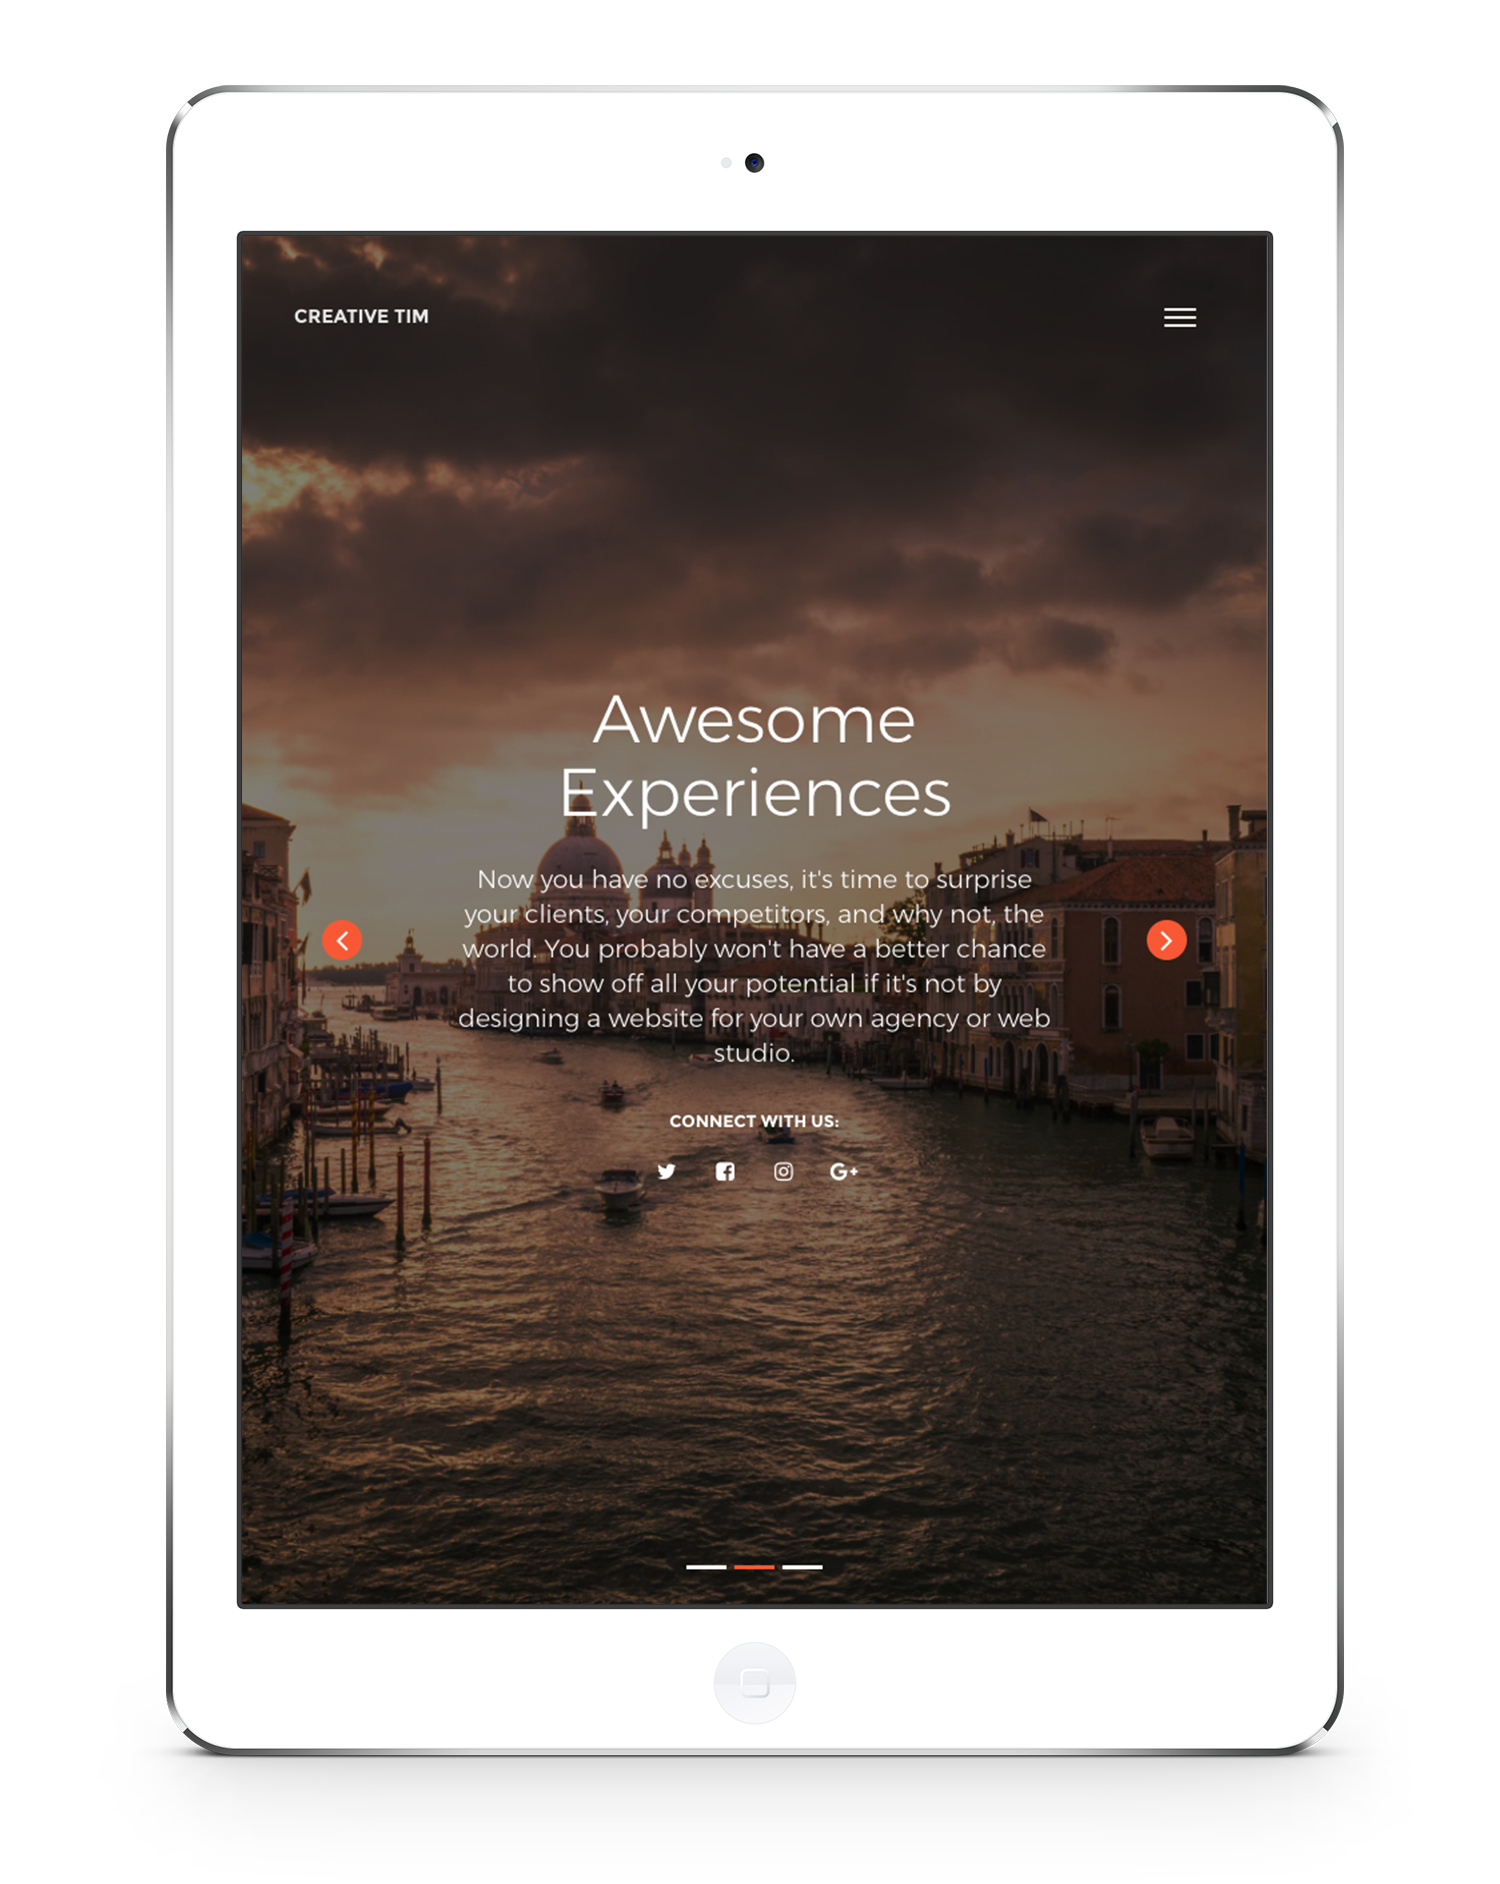 CREATIVE TIM
Awesome
Experiences
Now you have no excuses, it's time to surprise
your clients, your competitors, and why not, the
world. You probably won't have a better chance
to show off all your potential if it's not by
designing a website for your own agency or web
studio.
CONNECT WITH US:
G+